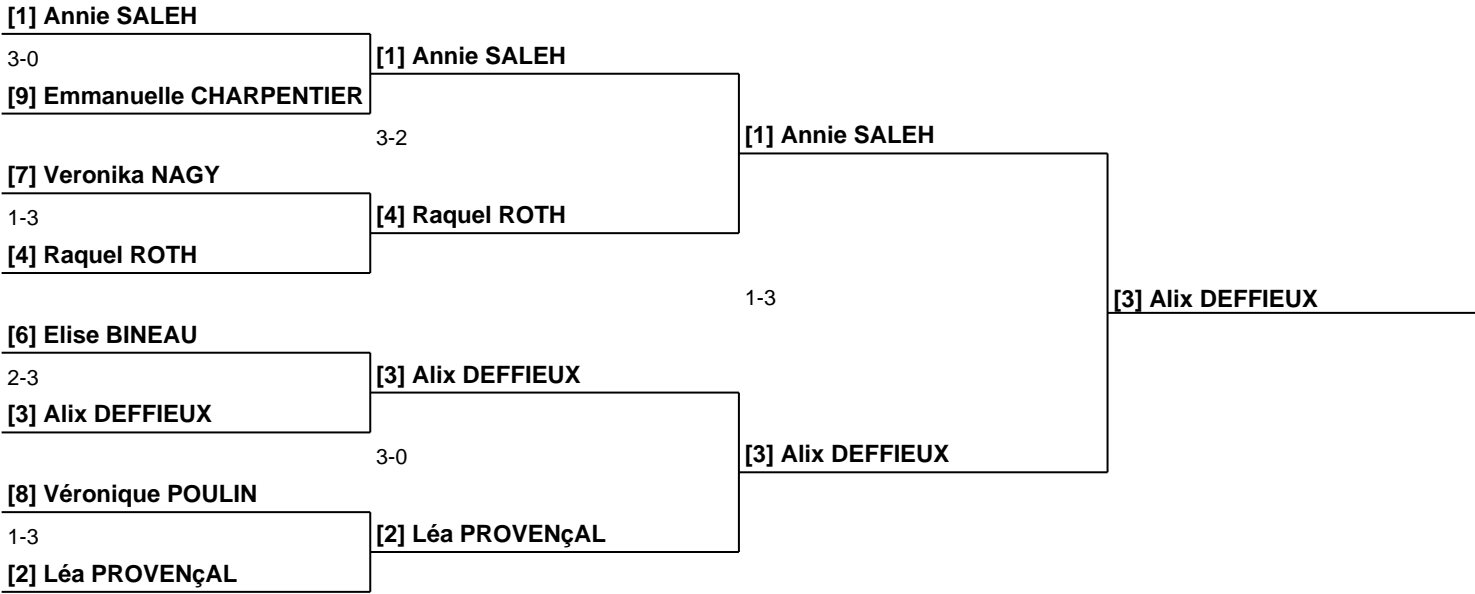 [1] Annie SALEH
3-0
[1] Annie SALEH
[9] Emmanuelle CHARPENTIER
3-2
[1] Annie SALEH
[7] Veronika NAGY
1-3
[4] Raquel ROTH
[4] Raquel ROTH
1-3
[3] Alix DEFFIEUX
[6] Elise BINEAU
2-3
[3] Alix DEFFIEUX
[3] Alix DEFFIEUX
3-0
[3] Alix DEFFIEUX
[8] Véronique POULIN
1-3
[2] Léa PROVENçAL
[2] Léa PROVENçAL